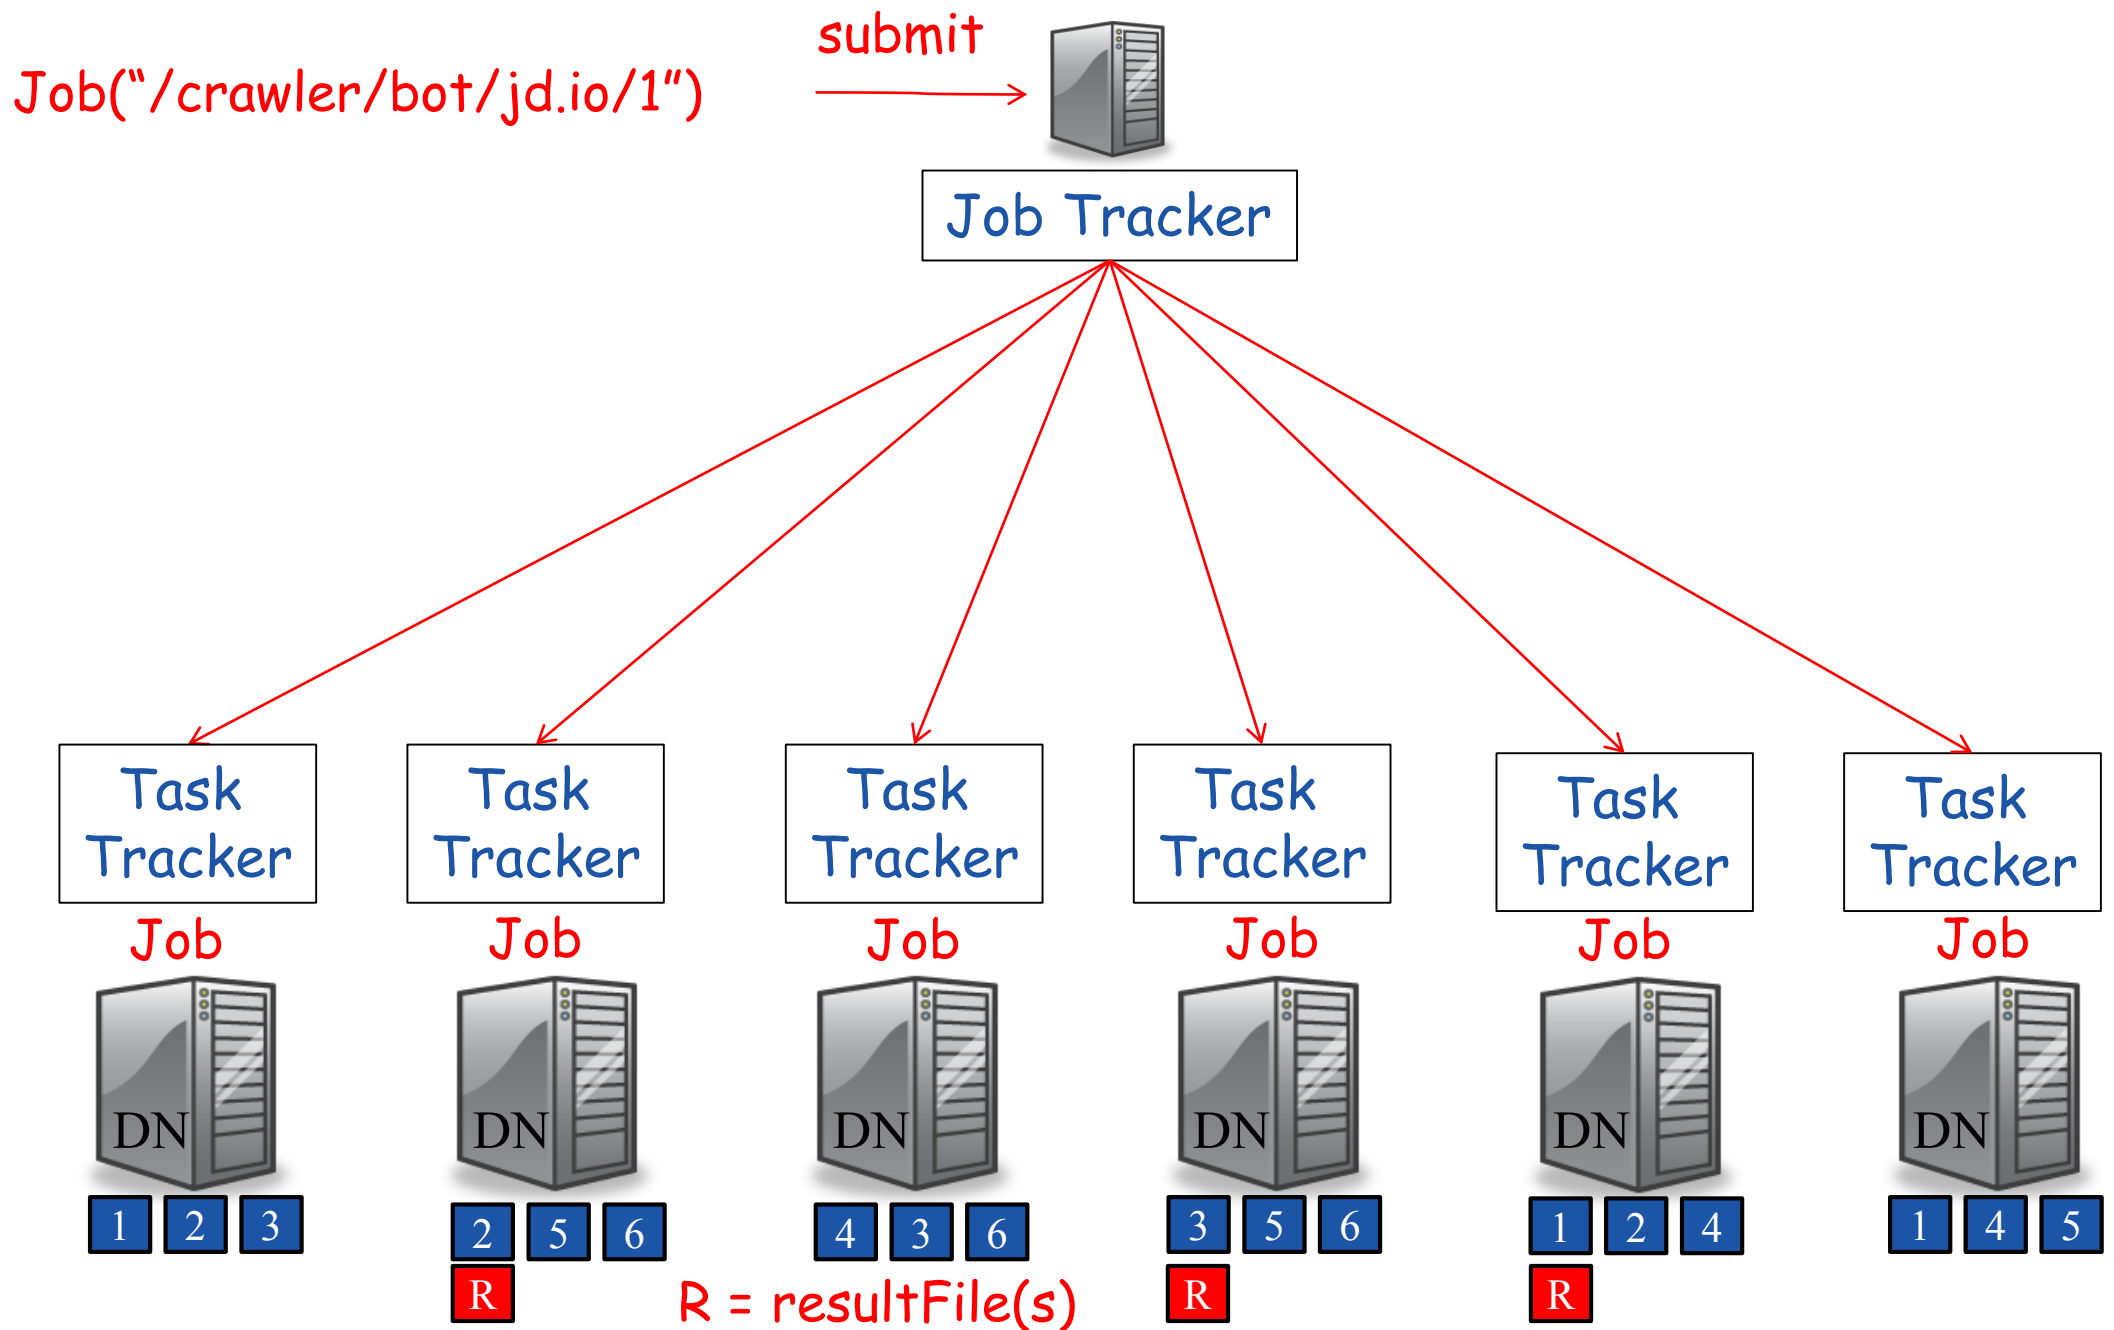 submit
Job(“/crawler/bot/jd.io/1”)
Job Tracker
Task
Tracker
Task
Tracker
Task
Tracker
Task
Tracker
Task
Tracker
Task
Tracker
Job
Job
Job
Job
Job
Job
DN
DN
DN
DN
DN
DN
1 2 3
2 5 6
4 3 6
3 5 6
1 2 4
1 4 5
R
R = resultFile(s)
R
R